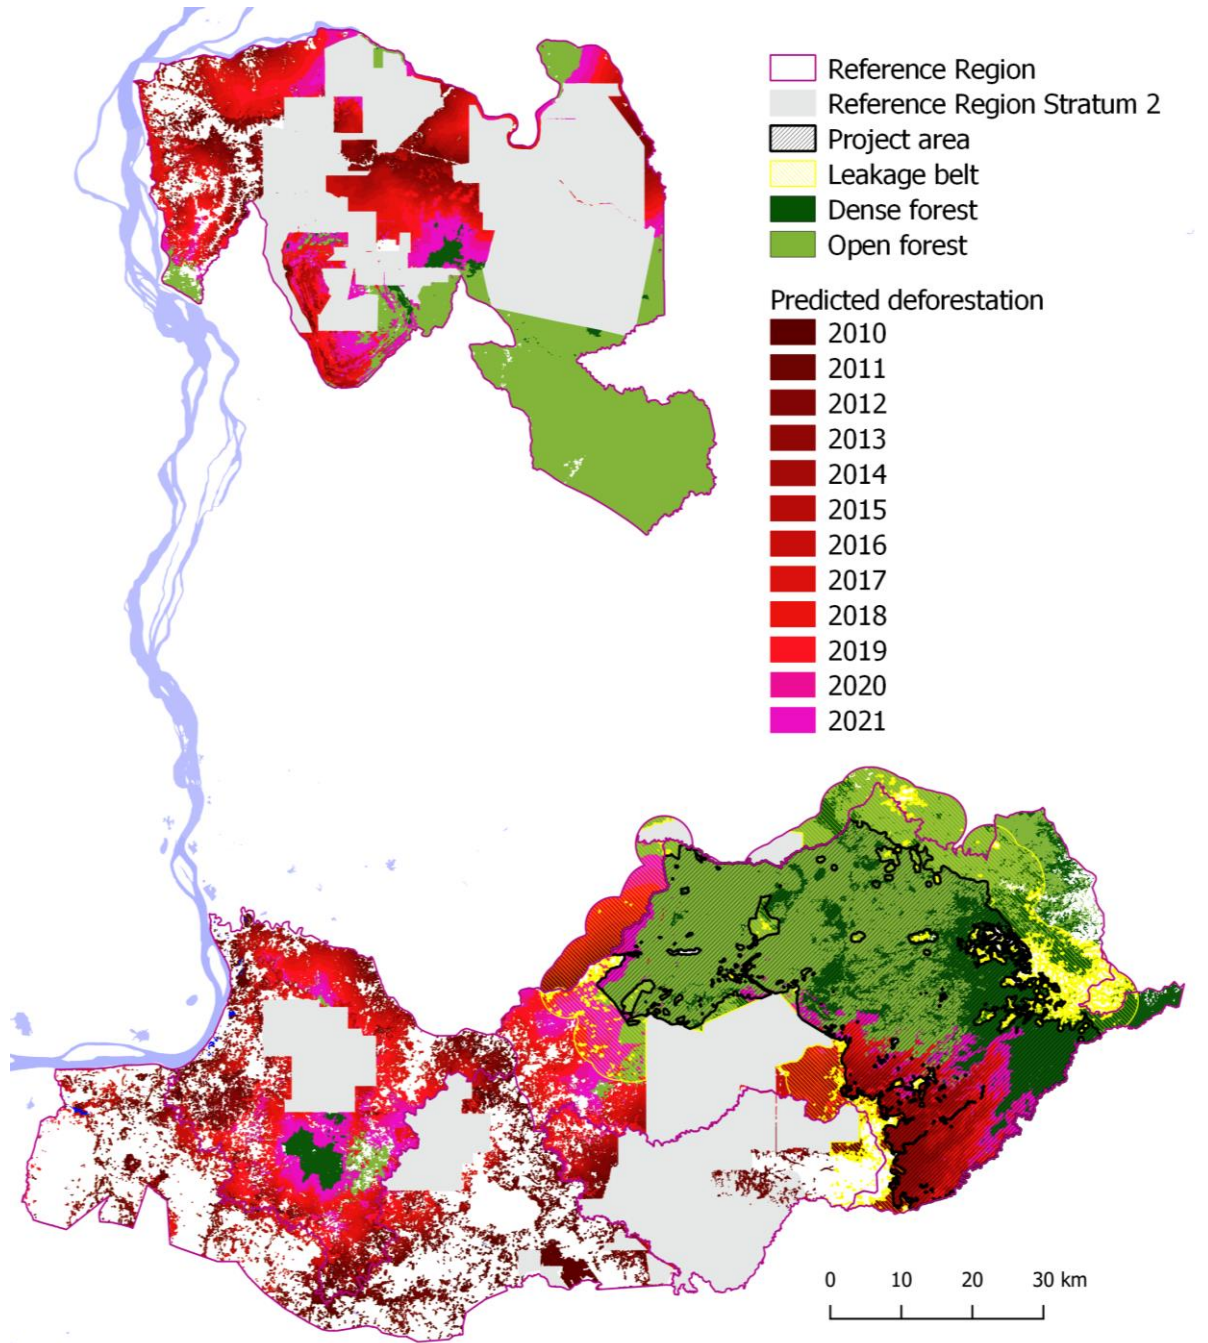 Reference Region
Reference Region Stratum 2
Project area
Leakage belt
Dense forest
Open forest
Predicted deforestation
2010
2011
2012
2013
2014
2015
2016
2017
2018
2019
2020
2021
0 10 20 30 km